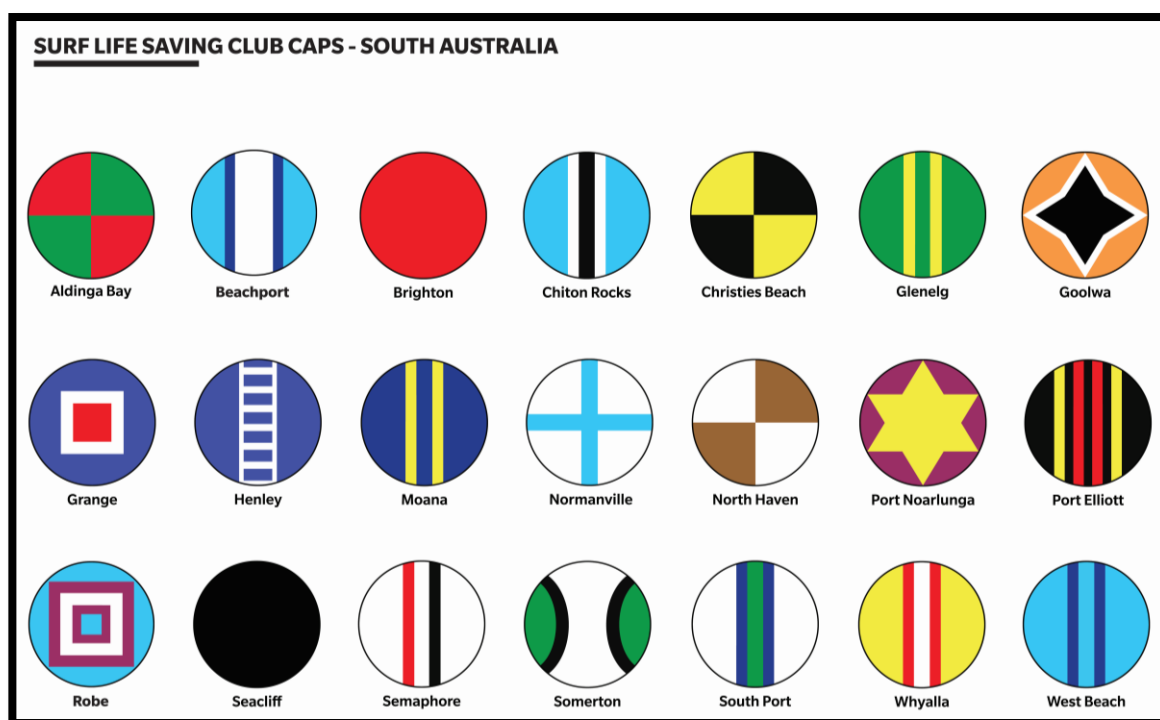 SURF LIFE SAVING CLUB CAPS - SOUTH AUSTRALIA
Aldinga Bay
Beachport
Brighton
Chiton Rocks
Christies Beach
Glenelg
Goolwa
Grange
Henley
Moana
Normanville
North Haven
Port Noarlunga
Port Elliott
Robe
Seacliff
Semaphore
Somerton
South Port
Whyalla
West Beach